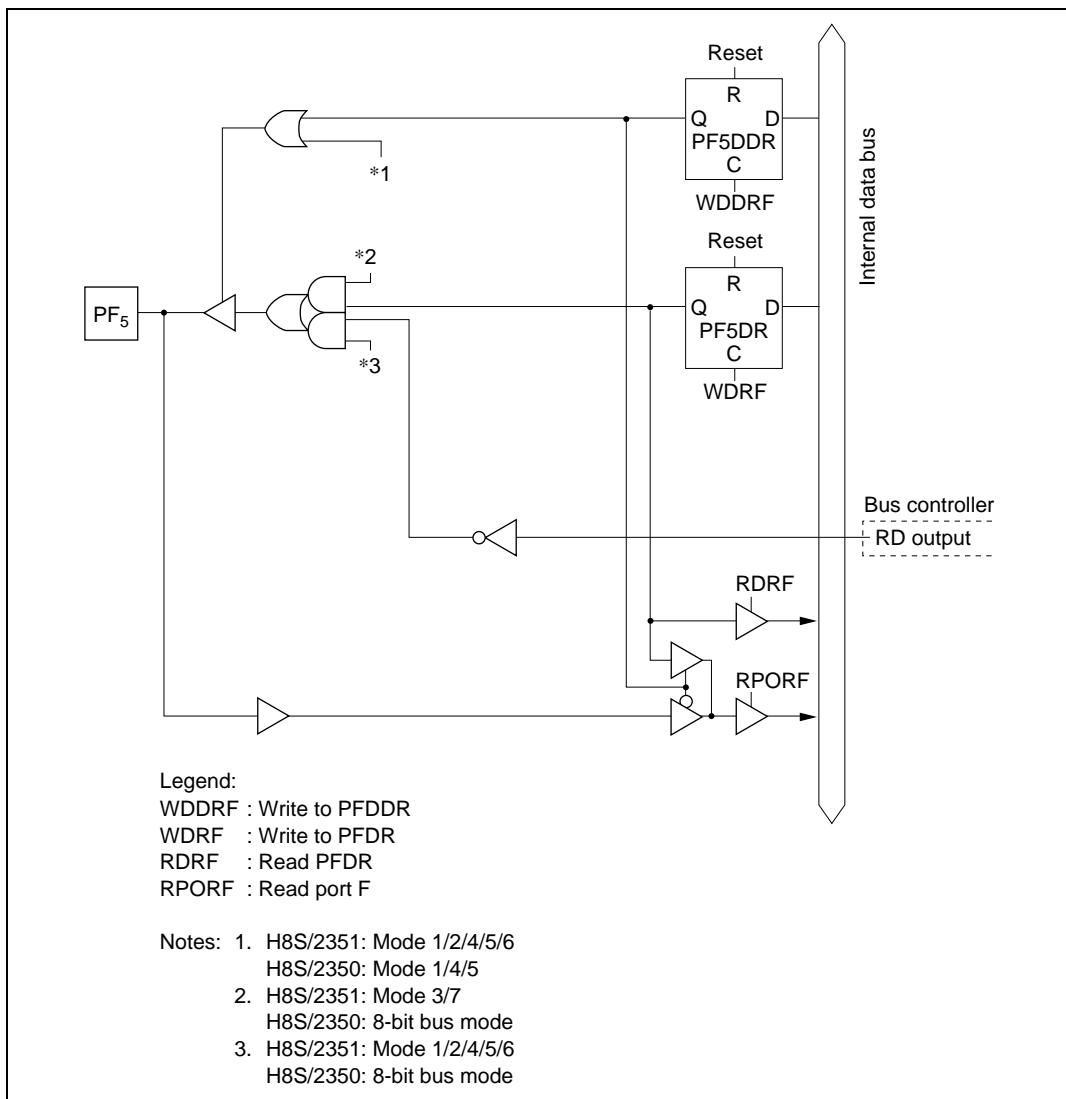 Reset
R
Q D
PF5DDR
C
WDDRF
*1
Internal data bus
Reset
R
Q D
PF5DR
C
WDRF
*2
PF5
*3
Bus controller
RD output
RDRF
RPORF
Legend:
WDDRF : Write to PFDDR
WDRF : Write to PFDR
RDRF : Read PFDR
RPORF : Read port F
Notes: 1. H8S/2351: Mode 1/2/4/5/6
H8S/2350: Mode 1/4/5
2. H8S/2351: Mode 3/7
H8S/2350: 8-bit bus mode
3. H8S/2351: Mode 1/2/4/5/6
H8S/2350: 8-bit bus mode